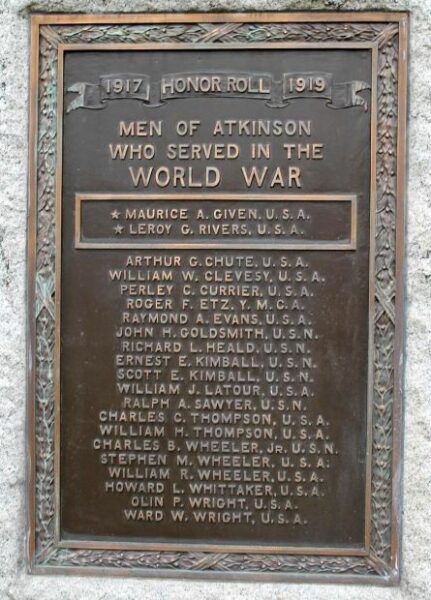 1917 HONOR ROLL 1919
MEN OF ATKINSON
WHO SERVED IN THE
WORLD WAR
★ MAURICE A. GIVEN, U.S.A.
★ LEROY G. RIVERS, U.S.A.
ARTHUR G. CHUTE, U.S.A.
WILLIAM W. CLEVESY, U.S.A.
PERLEY C. CURRIER, U.S.A.
ROGER F. ETZ, Y.M.C.A.
RAYMOND A. EVANS, U.S.A.
JOHN H. GOLDSMITH, U.S.N.
RICHARD L. HEALD, U.S.N.
ERNEST E. KIMBALL, U.S.N.
SCOTT E. KIMBALL, U.S.N.
WILLIAM J. LATOUR, U.S.A.
RALPH A. SAWYER, U.S.N.
CHARLES C. THOMPSON, U.S.A.
WILLIAM H. THOMPSON, U.S.A.
CHARLES B. WHEELER, JR. U.S.N.
STEPHEN M. WHEELER, U.S.A.
WILLIAM R. WHEELER, U.S.A.
HOWARD L. WHITTAKER, U.S.A.
OLIN P. WRIGHT, U.S.A.
WARD W. WRIGHT, U.S.A.